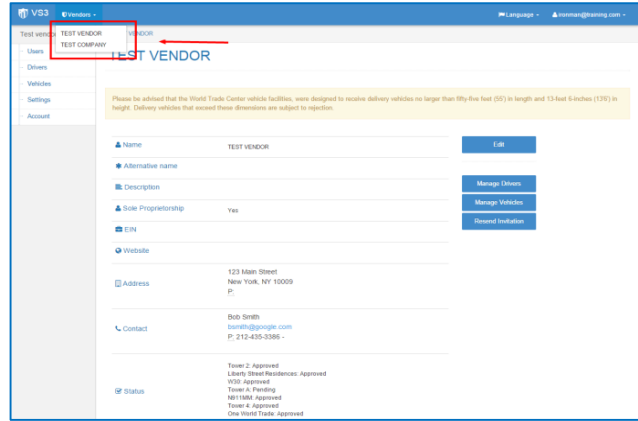 VS3 Vendors Language ironman@training.com
Test vendor TEST VENDOR VENDOR
TEST COMPANY
Users
Drivers
Vehicles
Settings
Account
TEST VENDOR
Please be advised that the World Trade Center vehicle facilities, were designed to receive delivery vehicles no larger than fifty-five feet (55') in length and 13-feet 6-inches (13'6) in
height. Delivery vehicles that exceed these dimensions are subject to rejection.
Name TEST VENDOR Edit
Alternative name
Description Manage Drivers
Manage Vehicles
Sole Proprietorship Yes
Resend Invitation
EIN
Website
123 Main Street
Address New York, NY 10009
P:
Bob Smith
Contact bsmith@google.com
P: 212-435-3386 -
Tower 2: Approved
Liberty Street Residences: Approved
W30: Approved
Status Tower A: Pending
N911MM: Approved
Tower 4: Approved
One World Trade: Approved